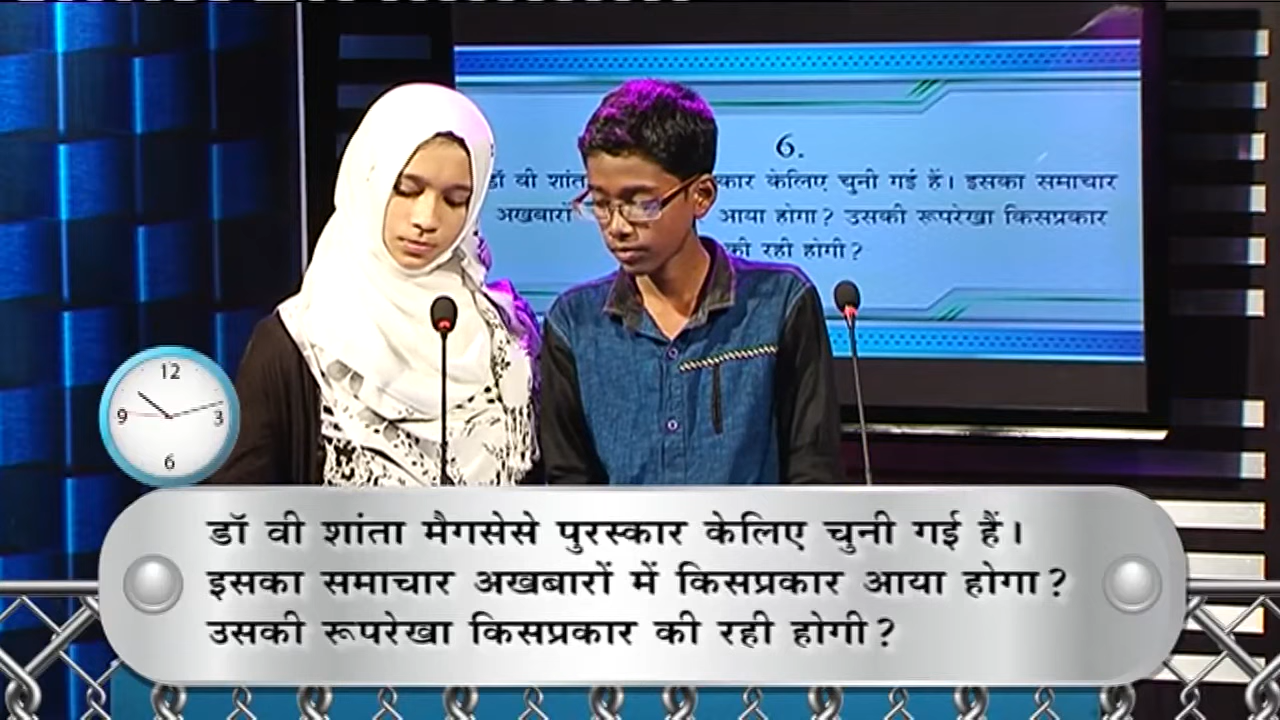 6.
डॉ वी शांत कार केलिए चुनी गई हैं। इसका समाचार
अखबारों आया होगा? उसकी रूपरेखा किसप्रकार
की रही होगी?
12
9 3
6
डॉ वी शांता मैगसेसे पुरस्कार केलिए चुनी गई हैं।
इसका समाचार अखबारों में किसप्रकार आया होगा?
उसकी रूपरेखा किसप्रकार की रही होगी?